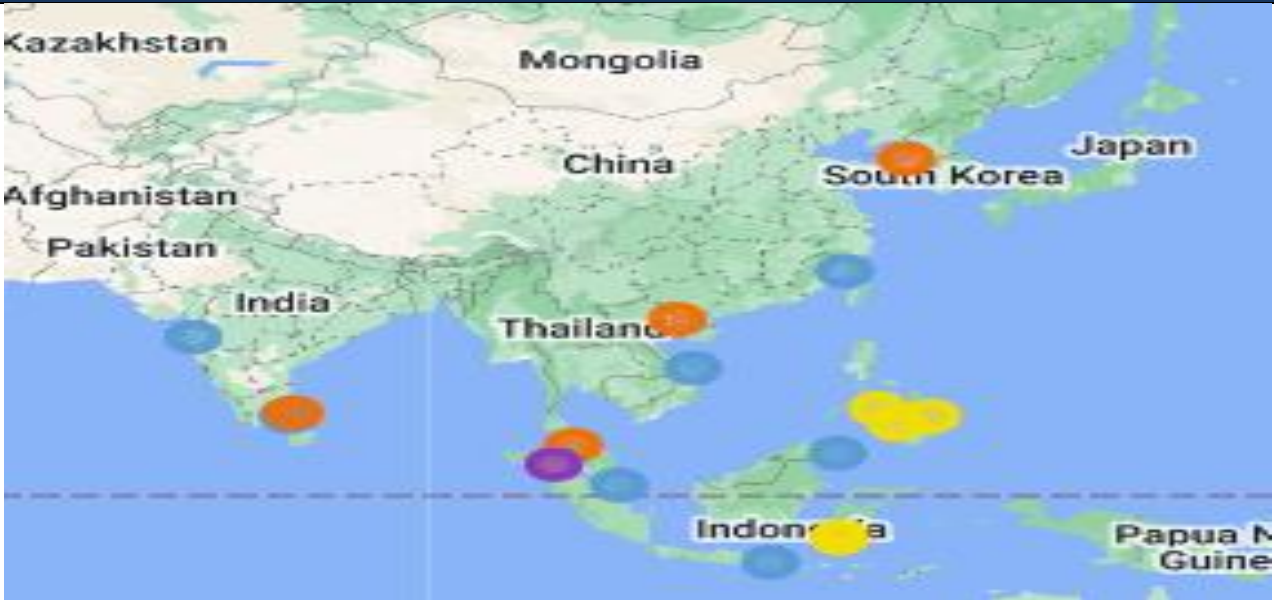 Kazakhstan
Mongolia
China
Japan
South Korea
Afghanistan
Pakistan
India
Thailand
Indonesia
Papua N
Guine